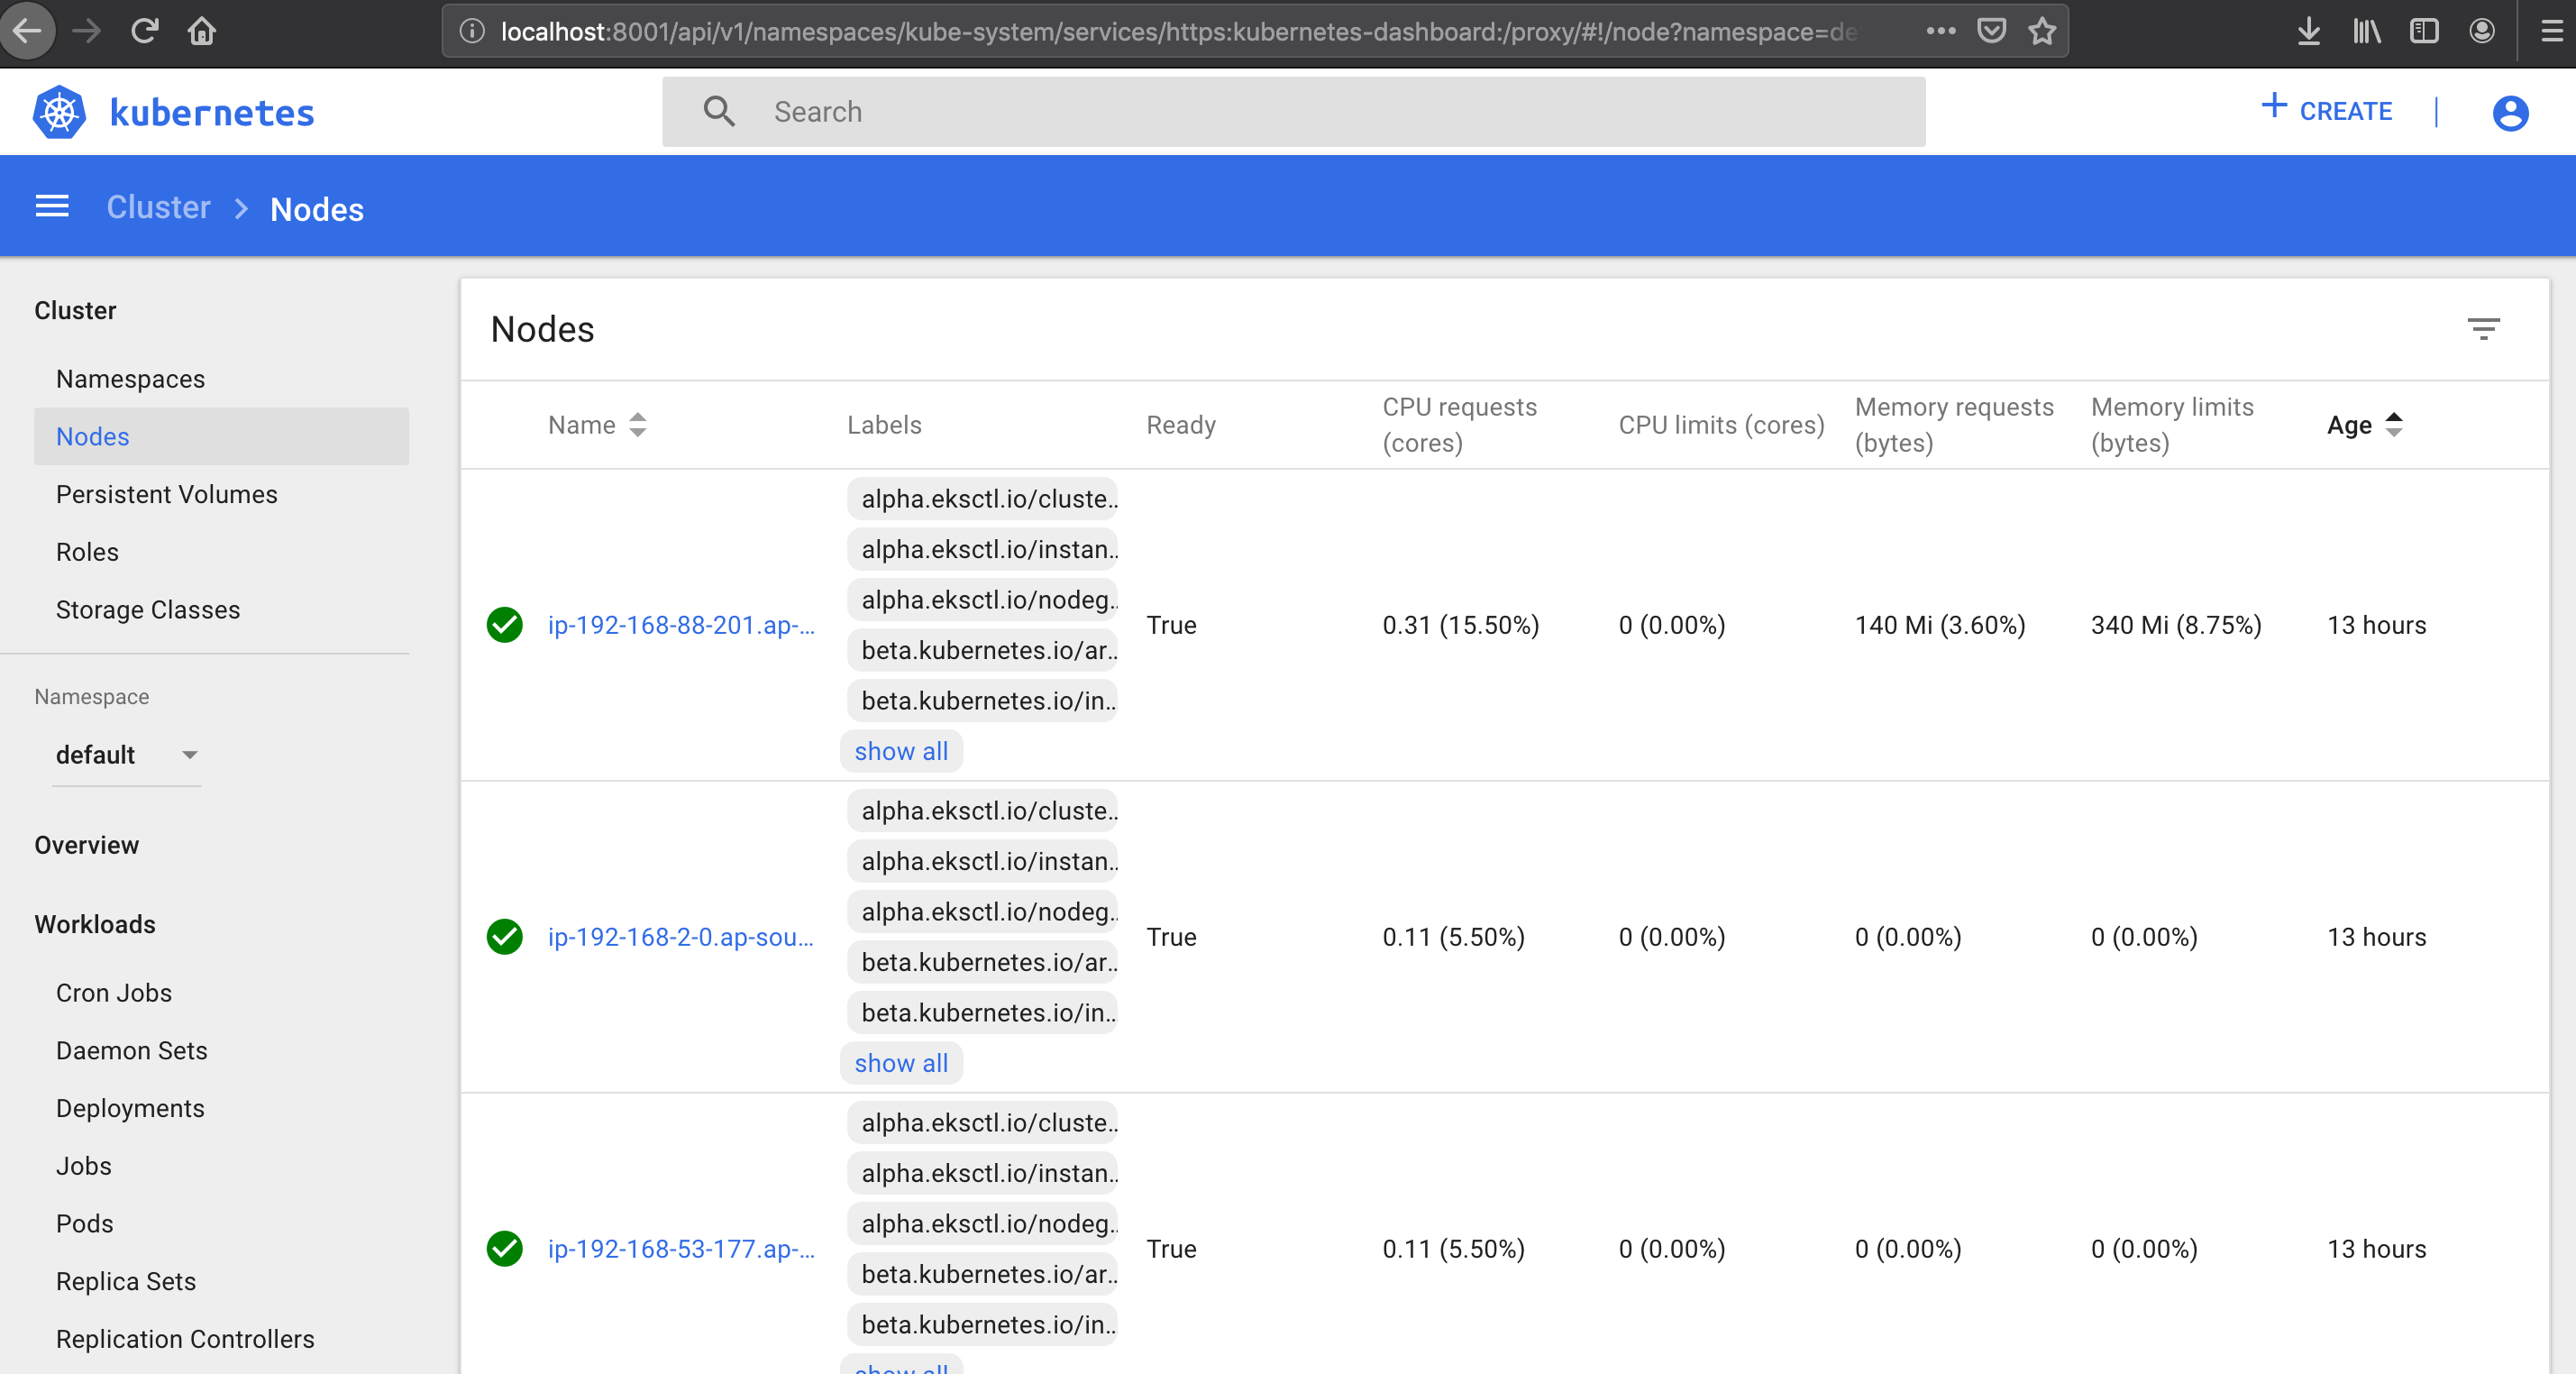 localhost:8001/api/v1/namespaces/kube-system/services/https:kubernetes-dashboard:/proxy/#!/node?namespace=de
kubernetes
Search
+ CREATE
Cluster > Nodes
Cluster
Namespaces
Nodes
Persistent Volumes
Roles
Storage Classes
Namespace
default
Overview
Workloads
Cron Jobs
Daemon Sets
Deployments
Jobs
Pods
Replica Sets
Replication Controllers
Nodes
Name Labels Ready CPU requests (cores) CPU limits (cores) Memory requests (bytes) Memory limits (bytes) Age
alpha.eksctl.io/cluste..
alpha.eksctl.io/instan..
alpha.eksctl.io/nodeg..
beta.kubernetes.io/ar..
beta.kubernetes.io/in..
show all
ip-192-168-88-201.ap-... True 0.31 (15.50%) 0 (0.00%) 140 Mi (3.60%) 340 Mi (8.75%) 13 hours
alpha.eksctl.io/cluste..
alpha.eksctl.io/instan..
alpha.eksctl.io/nodeg..
beta.kubernetes.io/ar..
beta.kubernetes.io/in..
show all
ip-192-168-2-0.ap-sou... True 0.11 (5.50%) 0 (0.00%) 0 (0.00%) 0 (0.00%) 13 hours
alpha.eksctl.io/cluste..
alpha.eksctl.io/instan..
alpha.eksctl.io/nodeg..
beta.kubernetes.io/ar..
beta.kubernetes.io/in..
show all
ip-192-168-53-177.ap-... True 0.11 (5.50%) 0 (0.00%) 0 (0.00%) 0 (0.00%) 13 hours